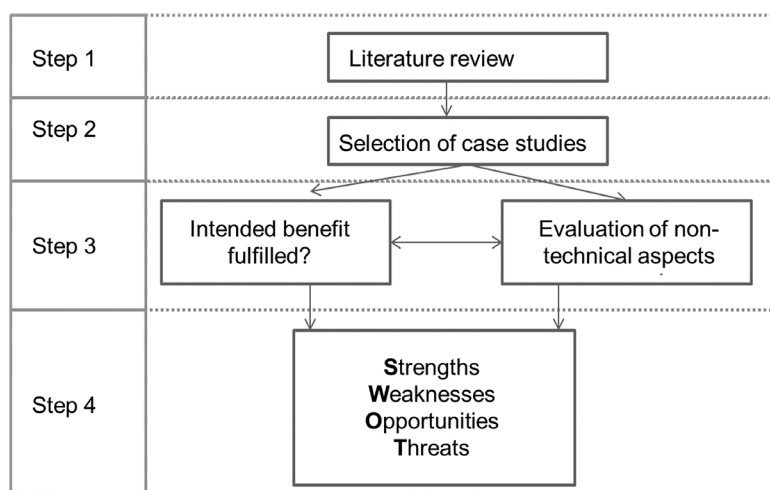 Step 1
Literature review
Step 2
Selection of case studies
Step 3
Intended benefit
fulfilled?
Evaluation of non-
technical aspects
Step 4
Strengths
Weaknesses
Opportunities
Threats